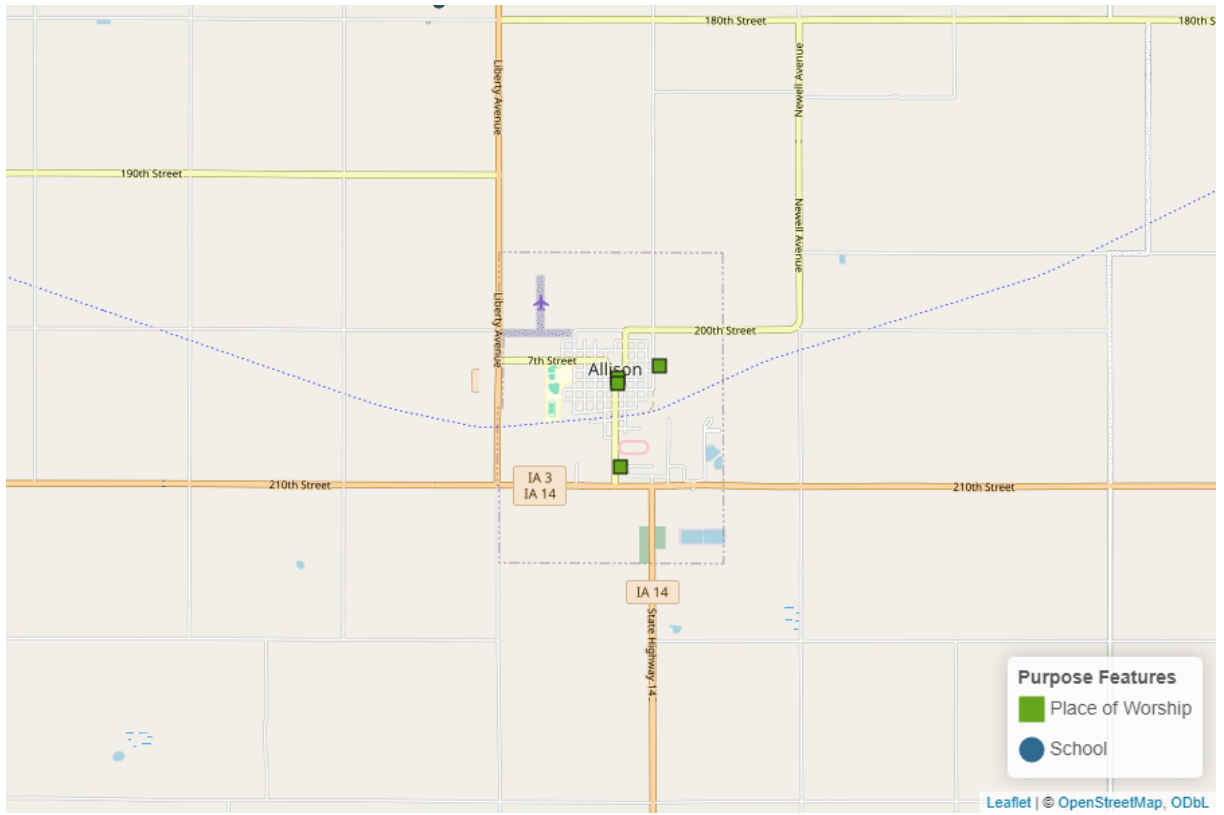 180th Street
180th S
Liberty Avenue
Newell Avenue
190th Street
Newell Avenue
Liberty Avenue
200th Street
7th Street
Allison
IA 3
IA 14
210th Street
210th Street
IA 14
State Highway 14
Purpose Features
Place of Worship
School
Leaflet | © OpenStreetMap, ODbL